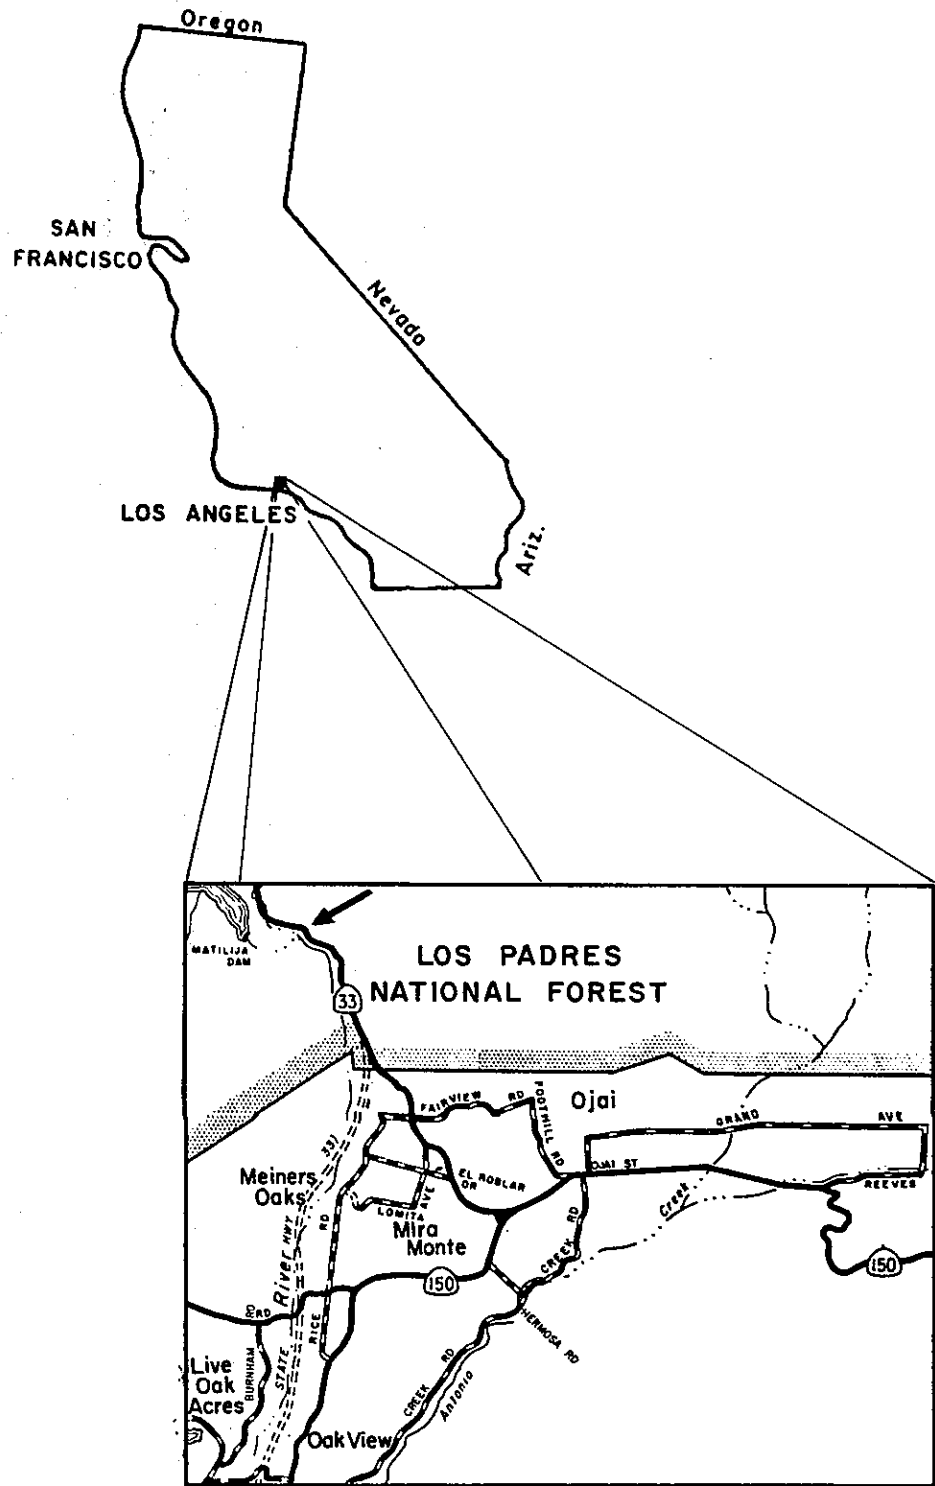 Oregon
SAN
FRANCISCO
Nevada
LOS ANGELES
Ariz.
MATILIJA
DAM
LOS PADRES
NATIONAL FOREST
33
FAIRVIEW RD
FOOTHILL RD
Ojai
GRAND AVE
OJAI ST
REEVES
EL ROBLAR
DR
Meiners
Oaks
LOMITA AVE
Mira
Monte
Creek
CREEK RD
150
150
HERMOSA RD
STATE HWY 33)
River
RICE RD
RD
BURNHAM RD
Live
Oak
Acres
Oak View
CREEK RD
Antonio